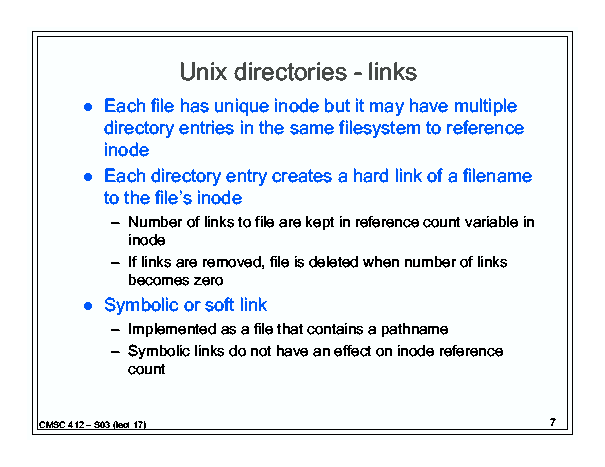 Unix directories - links
● Each file has unique inode but it may have multiple
directory entries in the same filesystem to reference
inode
● Each directory entry creates a hard link of a filename
to the file's inode
– Number of links to file are kept in reference count variable in
inode
– If links are removed, file is deleted when number of links
becomes zero
● Symbolic or soft link
– Implemented as a file that contains a pathname
– Symbolic links do not have an effect on inode reference
count
CMSC 412 – S03 (lect 17)
7